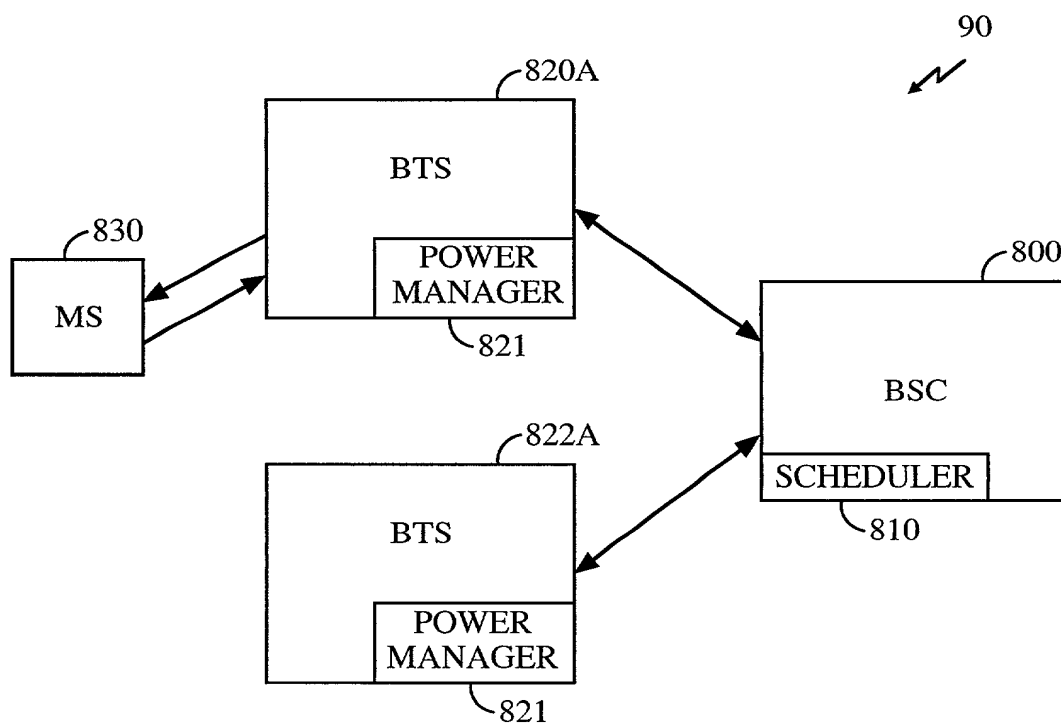 90
820A
BTS
830
POWER
MANAGER
800
MS
821
BSC
822A
SCHEDULER
BTS
810
POWER
MANAGER
821